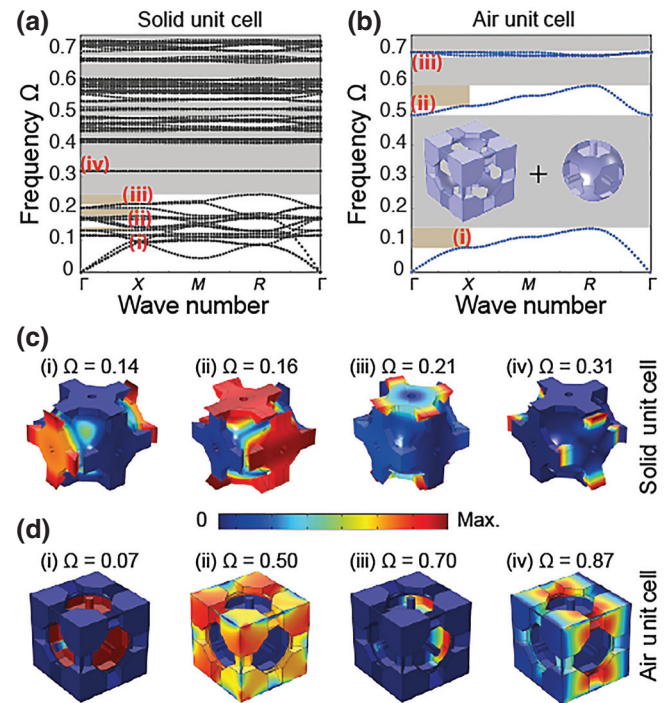 (a) Solid unit cell
0.7
0.6
0.5
0.4
0.3
0.2
0.1
0
Frequency Ω
(iv)
(iii)
(ii)
(i)
Γ X M R Γ
Wave number
(b) Air unit cell
0.7
0.6
0.5
0.4
0.3
0.2
0.1
0
Frequency Ω
(iii)
(ii)
+
(i)
Γ X M R Γ
Wave number
(c)
(i) Ω = 0.14 (ii) Ω = 0.16 (iii) Ω = 0.21 (iv) Ω = 0.31
Solid unit cell
0 Max.
(d)
(i) Ω = 0.07 (ii) Ω = 0.50 (iii) Ω = 0.70 (iv) Ω = 0.87
Air unit cell